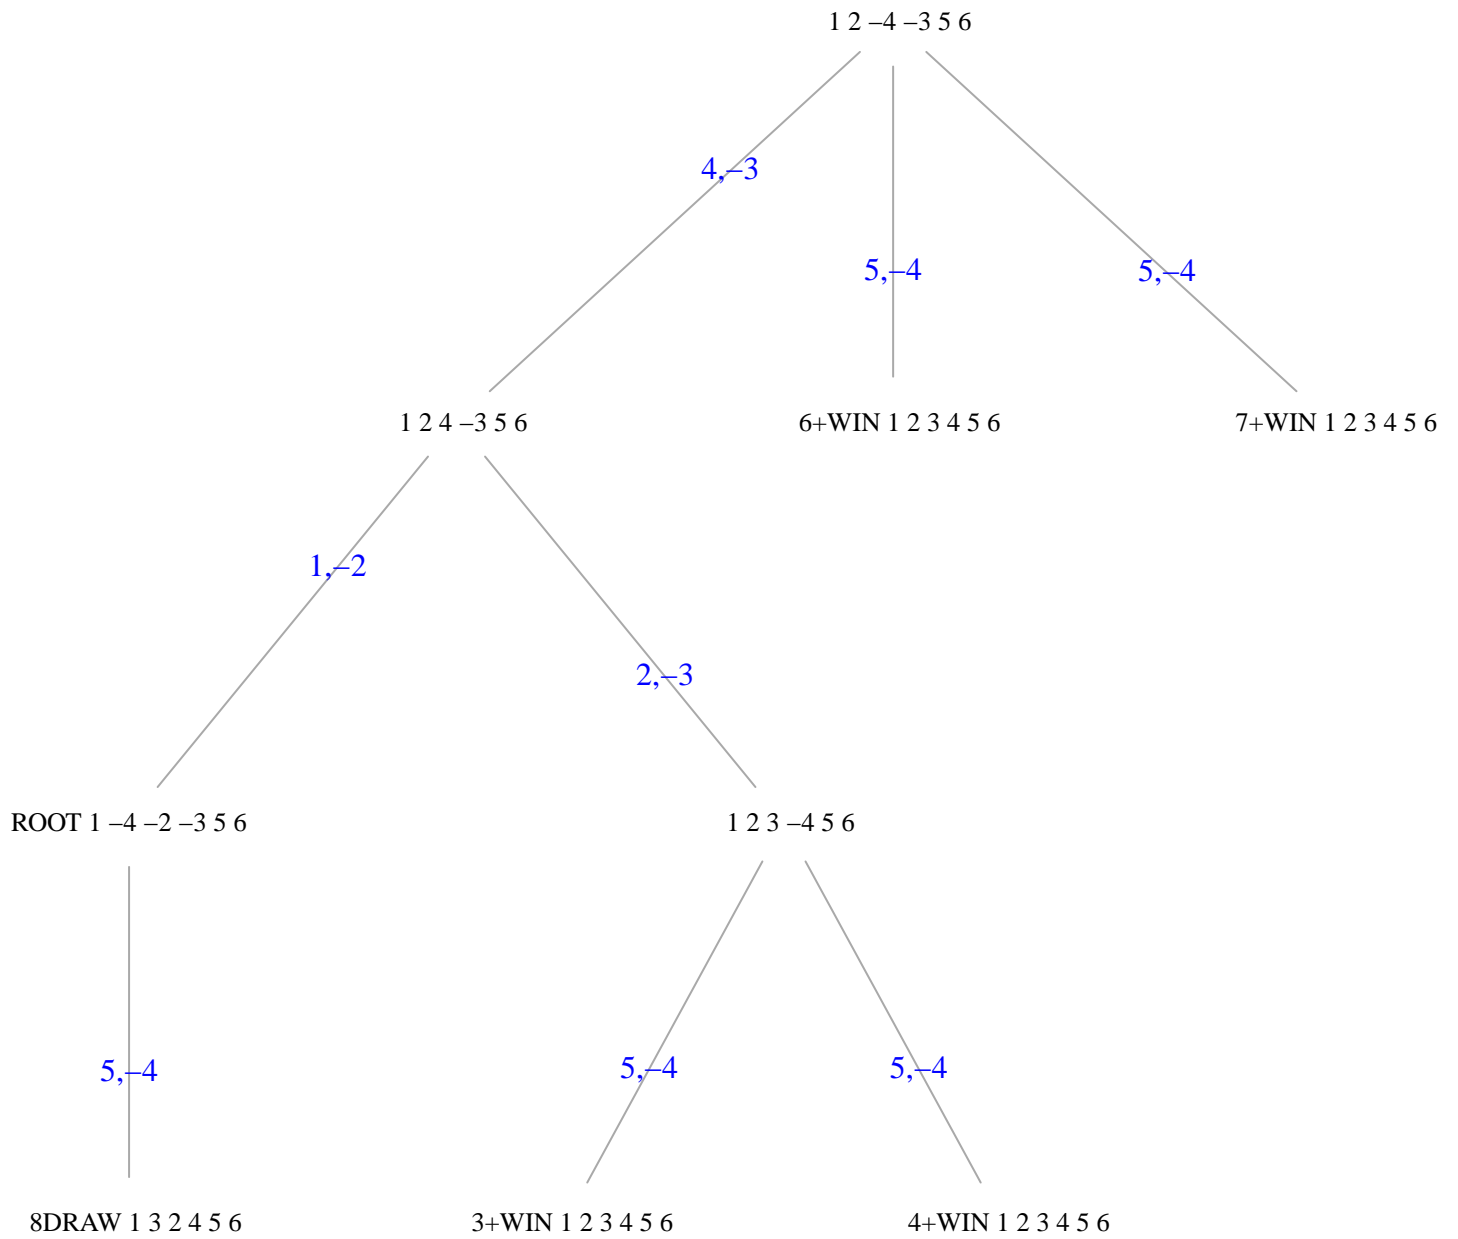 1 2 –4 –3 5 6
4,–3
5,–4
5,–4
1 2 4 –3 5 6
6+WIN 1 2 3 4 5 6
7+WIN 1 2 3 4 5 6
1,–2
2,–3
ROOT 1 –4 –2 –3 5 6
1 2 3 –4 5 6
5,–4
5,–4
5,–4
8DRAW 1 3 2 4 5 6
3+WIN 1 2 3 4 5 6
4+WIN 1 2 3 4 5 6